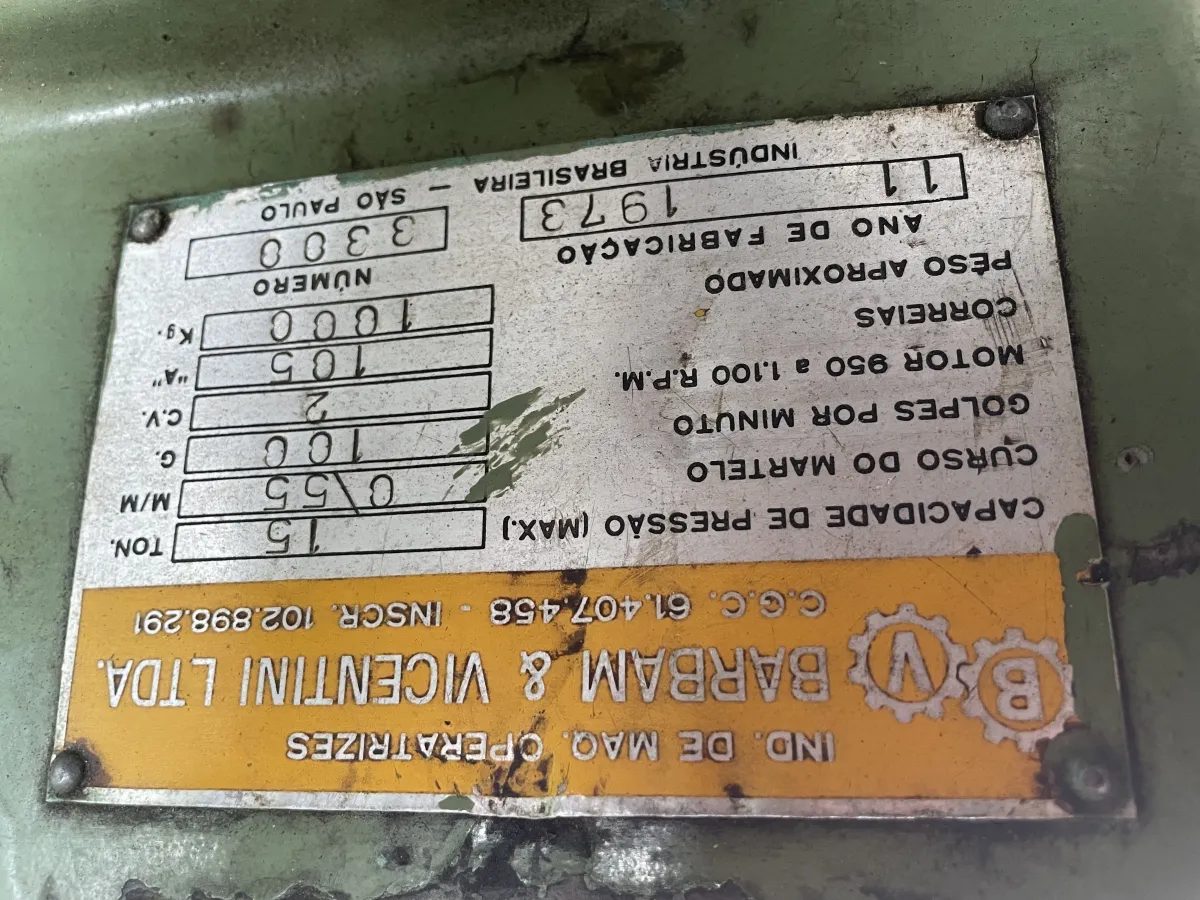 IND. DE MAQ. OPERATRIZES
B V BARBAM & VICENTINI LTDA.
C.G.C. 61.407.458 - INSCR. 102.898.291
CAPACIDADE DE PRESSÃO (MAX.) 15 TON.
CURSO DO MARTELO 0/55 M/M
GOLPES POR MINUTO 100 G.
MOTOR 950 a 1.100 R.P.M. 2 C.V.
CORREIAS 105 "A"
PESO APROXIMADO 1000 Kg.
ANO DE FABRICAÇÃO NÚMERO
11 1973 3300
INDÚSTRIA BRASILEIRA — SÃO PAULO